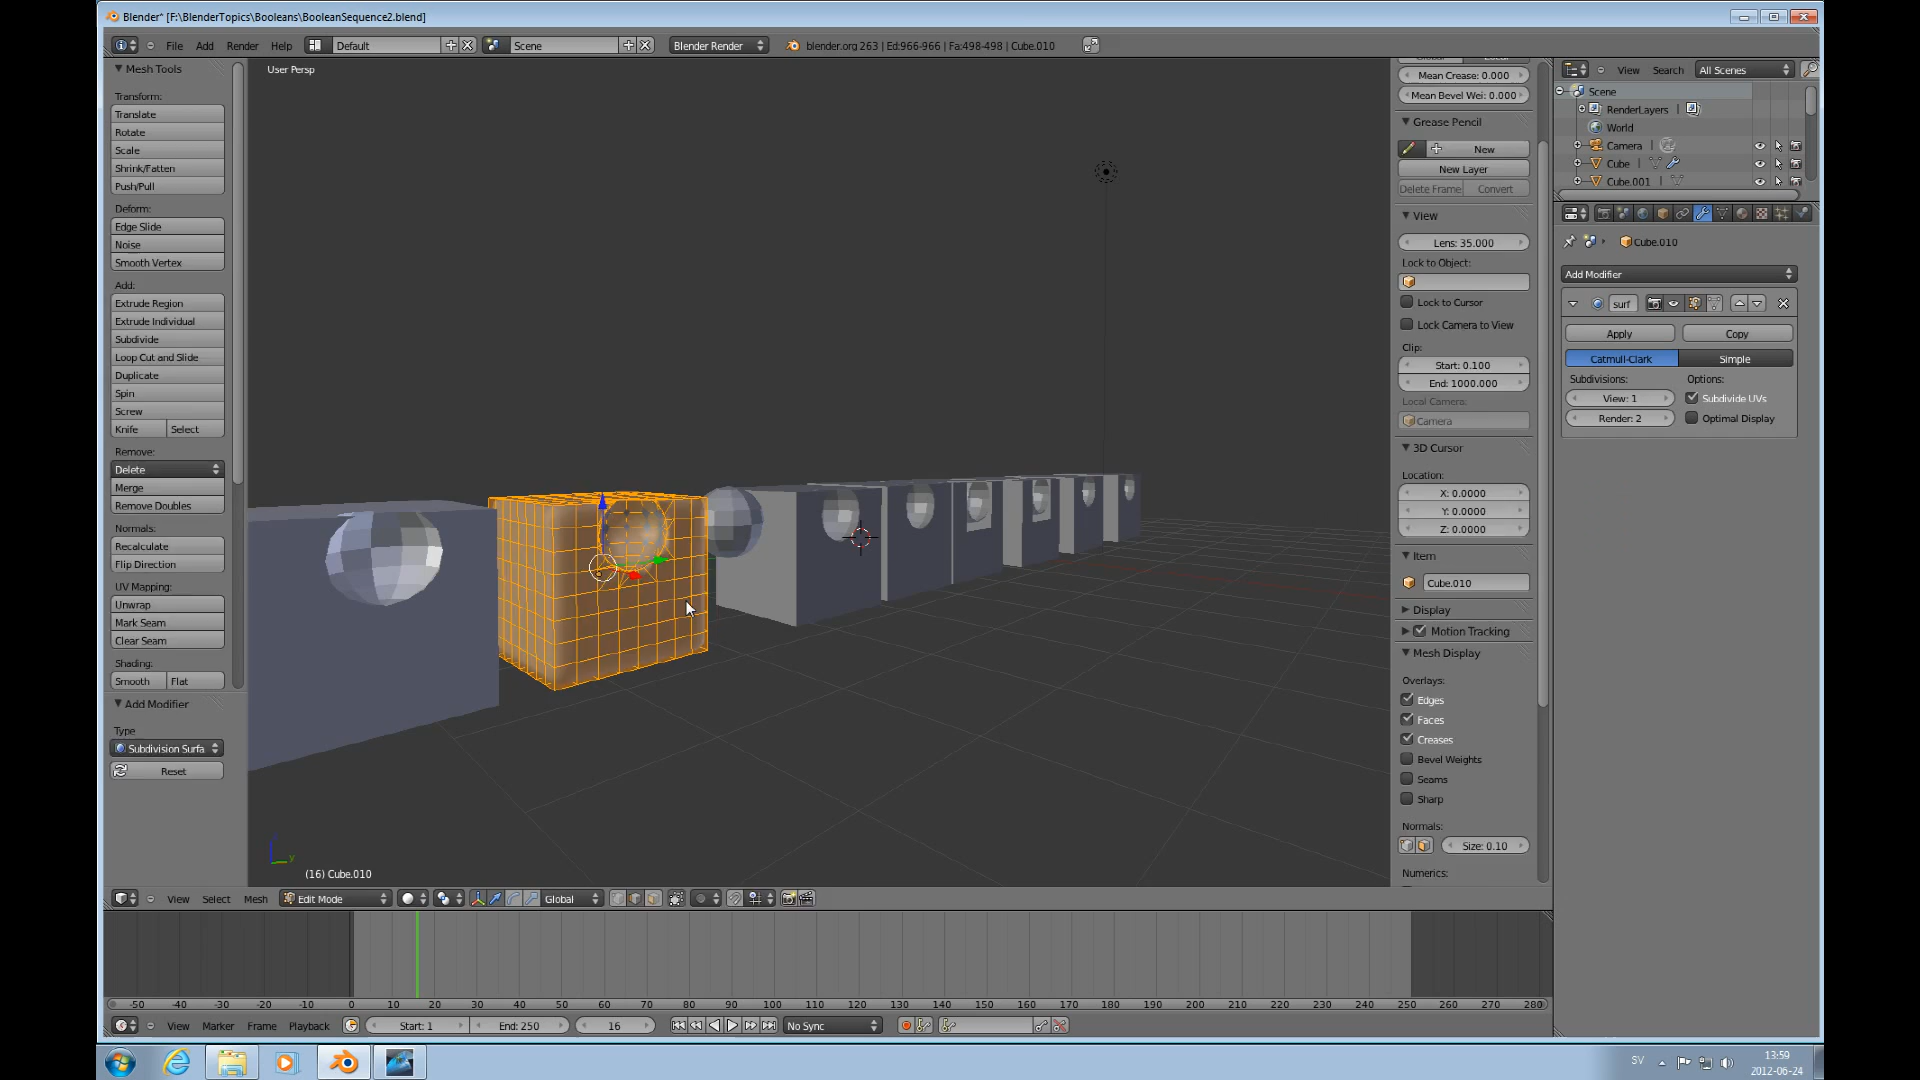 Blender* [F:\BlenderTopics\Booleans\BooleanSequence2.blend]
File Add Render Help Default Scene Blender Render blender.org 263 | Ed:966-966 | Fa:498-498 | Cube.010
Mesh Tools
Transform:
Translate
Rotate
Scale
Shrink/Fatten
Push/Pull
Deform:
Edge Slide
Noise
Smooth Vertex
Add:
Extrude Region
Extrude Individual
Subdivide
Loop Cut and Slide
Duplicate
Spin
Screw
Knife Select
Remove:
Delete
Merge
Remove Doubles
Normals:
Recalculate
Flip Direction
UV Mapping:
Unwrap
Mark Seam
Clear Seam
Shading:
Smooth Flat
Add Modifier
Type
Subdivision Surfa
Reset
User Persp
(16) Cube.010
y
Mean Crease: 0.000
Mean Bevel Wei: 0.000
Grease Pencil
New
New Layer
Delete Frame Convert
View
Lens: 35.000
Lock to Object:
Lock to Cursor
Lock Camera to View
Clip:
Start: 0.100
End: 1000.000
Local Camera:
Camera
3D Cursor
Location:
X: 0.0000
Y: 0.0000
Z: 0.0000
Item
Cube.010
Display
Motion Tracking
Mesh Display
Overlays:
Edges
Faces
Creases
Bevel Weights
Seams
Sharp
Normals:
Size: 0.10
Numerics:
View Search All Scenes
Scene
RenderLayers
World
Camera
Cube
Cube.001
Cube.010
Add Modifier
surf
Apply Copy
Catmull-Clark Simple
Subdivisions: Options:
View: 1 Subdivide UVs
Render: 2 Optimal Display
View Select Mesh Edit Mode Global
-50 -40 -30 -20 -10 0 10 20 30 40 50 60 70 80 90 100 110 120 130 140 150 160 170 180 190 200 210 220 230 240 250 260 270 280
View Marker Frame Playback Start: 1 End: 250 16 No Sync
SV 13:59
2012-06-24